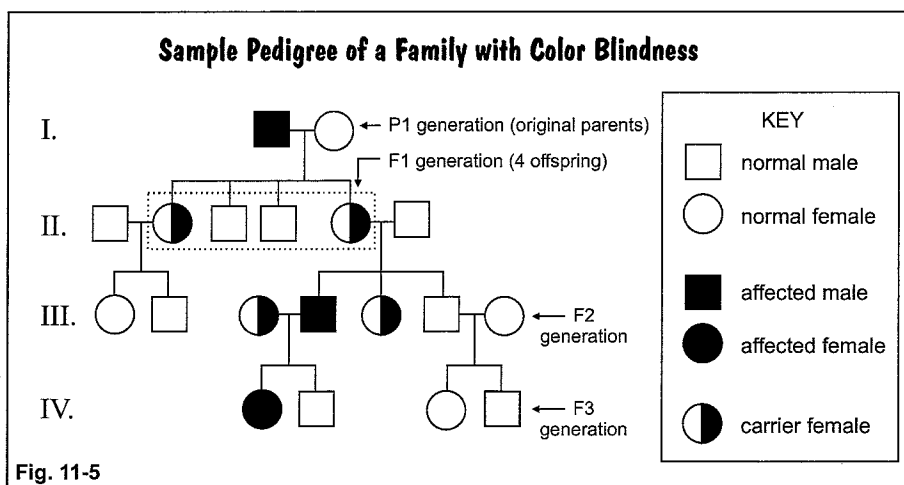 Sample Pedigree of a Family with Color Blindness
I.
P1 generation (original parents)
F1 generation (4 offspring)
II.
III.
F2
generation
IV.
F3
generation
Fig. 11-5
KEY
normal male
normal female
affected male
affected female
carrier female